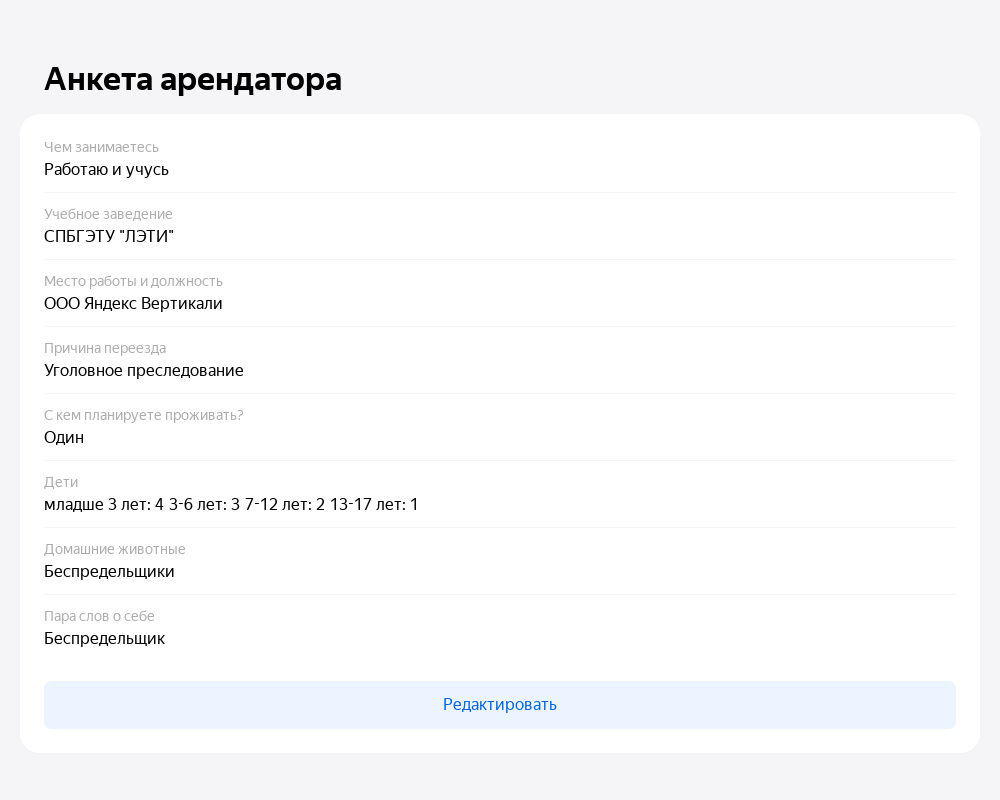 Анкета арендатора
Чем занимаетесь
Работаю и учусь
Учебное заведение
СПБГЭТУ "ЛЭТИ"
Место работы и должность
ООО Яндекс Вертикали
Причина переезда
Уголовное преследование
С кем планируете проживать?
Один
Дети
младше 3 лет: 4 3-6 лет: 3 7-12 лет: 2 13-17 лет: 1
Домашние животные
Беспредельщики
Пара слов о себе
Беспредельщик
Редактировать